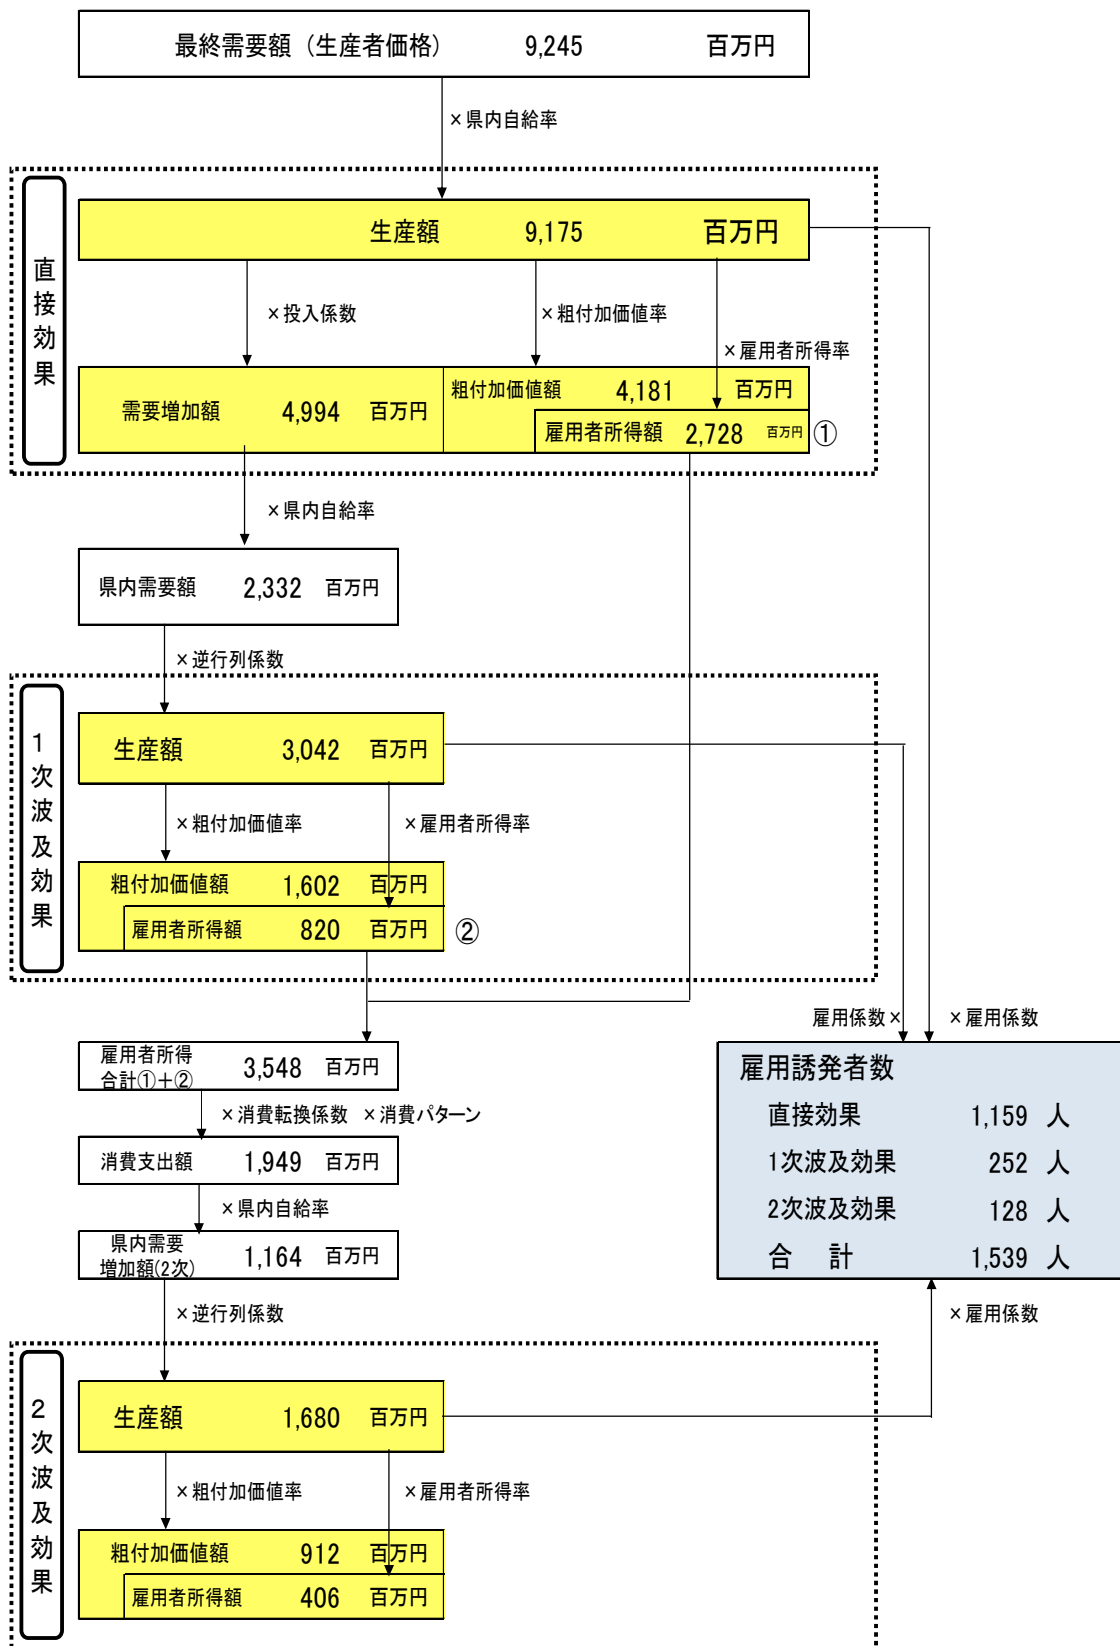 最終需要額（生産者価格） 9,245 百万円
×県内自給率
直接効果
生産額 9,175 百万円
×投入係数 ×粗付加価値率
×雇用者所得率
需要増加額 4,994 百万円
粗付加価値額 4,181 百万円
雇用者所得額 2,728 百万円 ①
×県内自給率
県内需要額 2,332 百万円
×逆行列係数
1次波及効果
生産額 3,042 百万円
×粗付加価値率 ×雇用者所得率
粗付加価値額 1,602 百万円
雇用者所得額 820 百万円 ②
雇用係数× ×雇用係数
雇用者所得
合計①＋② 3,548 百万円
×消費転換係数 ×消費パターン
消費支出額 1,949 百万円
×県内自給率
県内需要
増加額(2次) 1,164 百万円
雇用誘発者数
直接効果 1,159 人
1次波及効果 252 人
2次波及効果 128 人
合 計 1,539 人
×逆行列係数 ×雇用係数
2次波及効果
生産額 1,680 百万円
×粗付加価値率 ×雇用者所得率
粗付加価値額 912 百万円
雇用者所得額 406 百万円